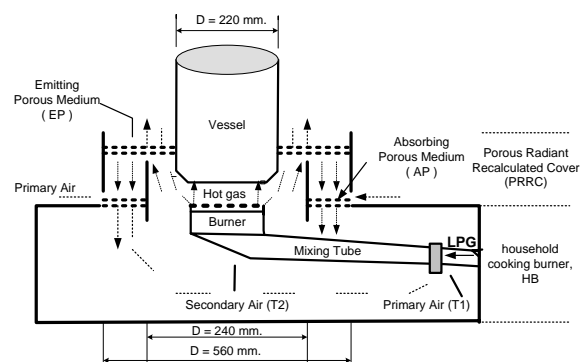 D = 220 mm.
Emitting
Porous Medium
( EP )
Vessel
Absorbing
Porous Medium
( AP )
Porous Radiant
Recalculated Cover
(PRRC)
Primary Air
Hot gas
Burner
LPG
Mixing Tube
household
cooking burner,
HB
Secondary Air (T2)
Primary Air (T1)
D = 240 mm.
D = 560 mm.